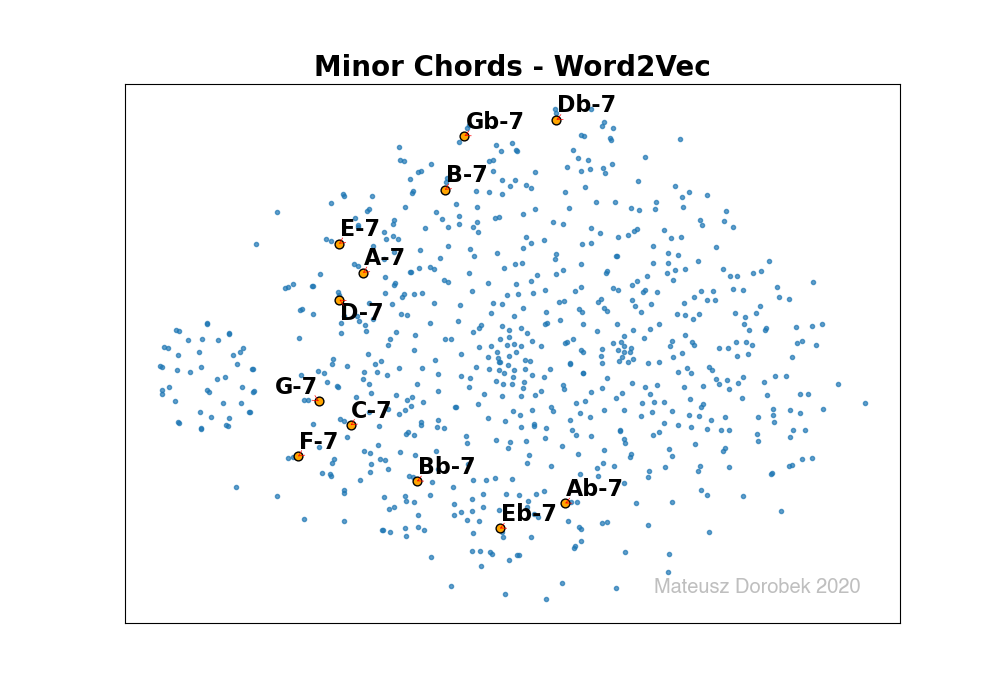 Minor Chords - Word2Vec
Db-7
Gb-7
B-7
E-7
A-7
D-7
G-7
C-7
F-7
Bb-7
Ab-7
Eb-7
Mateusz Dorobek 2020